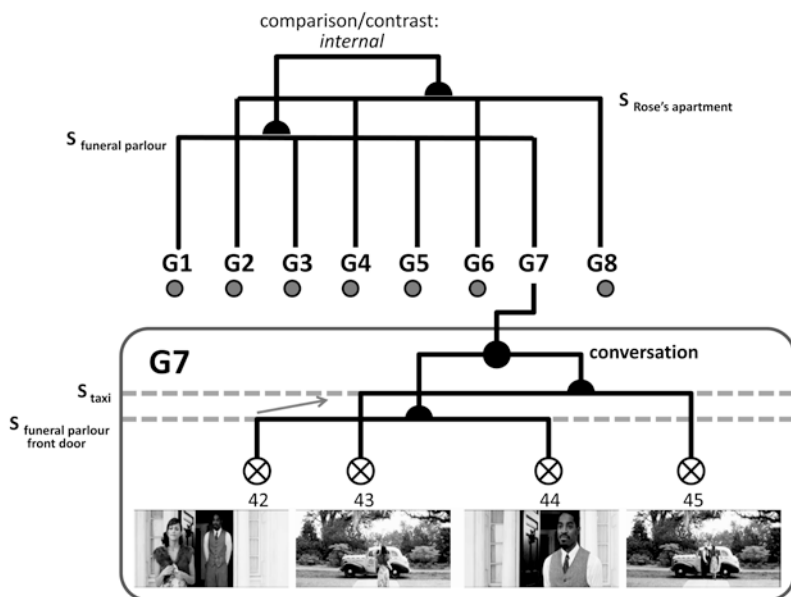 comparison/contrast:
internal
S Rose's apartment
S funeral parlour
G1 G2 G3 G4 G5 G6 G7 G8
G7
conversation
S taxi
S funeral parlour
front door
42 43 44 45